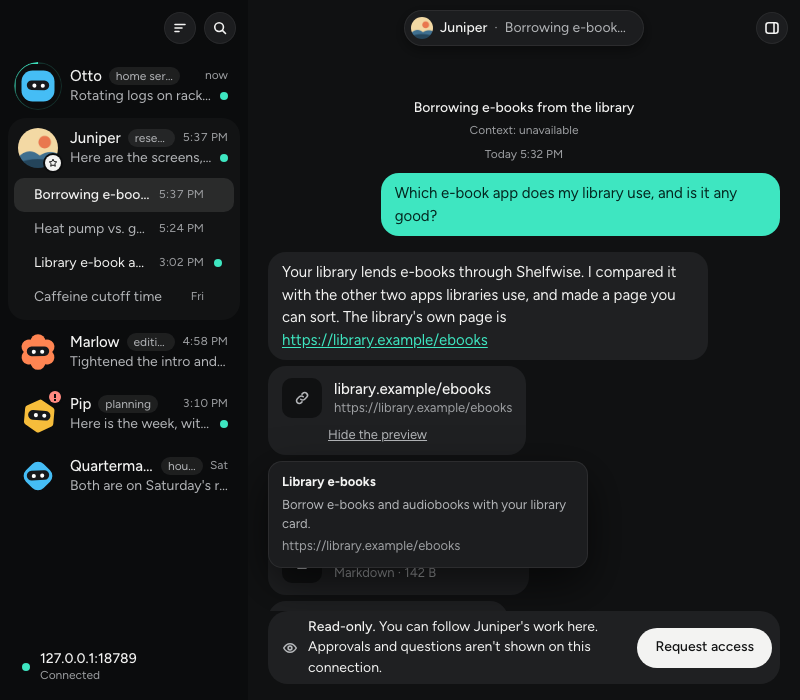 Otto home ser... now
Rotating logs on rack...
Juniper rese... 5:37 PM
Here are the screens,...
Borrowing e-boo... 5:37 PM
Heat pump vs. g... 5:24 PM
Library e-book a... 3:02 PM
Caffeine cutoff time Fri
Marlow editi... 4:58 PM
Tightened the intro and...
Pip planning 3:10 PM
Here is the week, wit...
Quarterma... hou... Sat
Both are on Saturday's r...
127.0.0.1:18789
Connected
Juniper · Borrowing e-book...
Borrowing e-books from the library
Context: unavailable
Today 5:32 PM
Which e-book app does my library use, and is it any
good?
Your library lends e-books through Shelfwise. I compared it
with the other two apps libraries use, and made a page you
can sort. The library's own page is
https://library.example/ebooks
library.example/ebooks
https://library.example/ebooks
Hide the preview
Library e-books
Borrow e-books and audiobooks with your library
card.
https://library.example/ebooks
Markdown · 142 B
Read-only. You can follow Juniper's work here.
Approvals and questions aren't shown on this
connection.
Request access